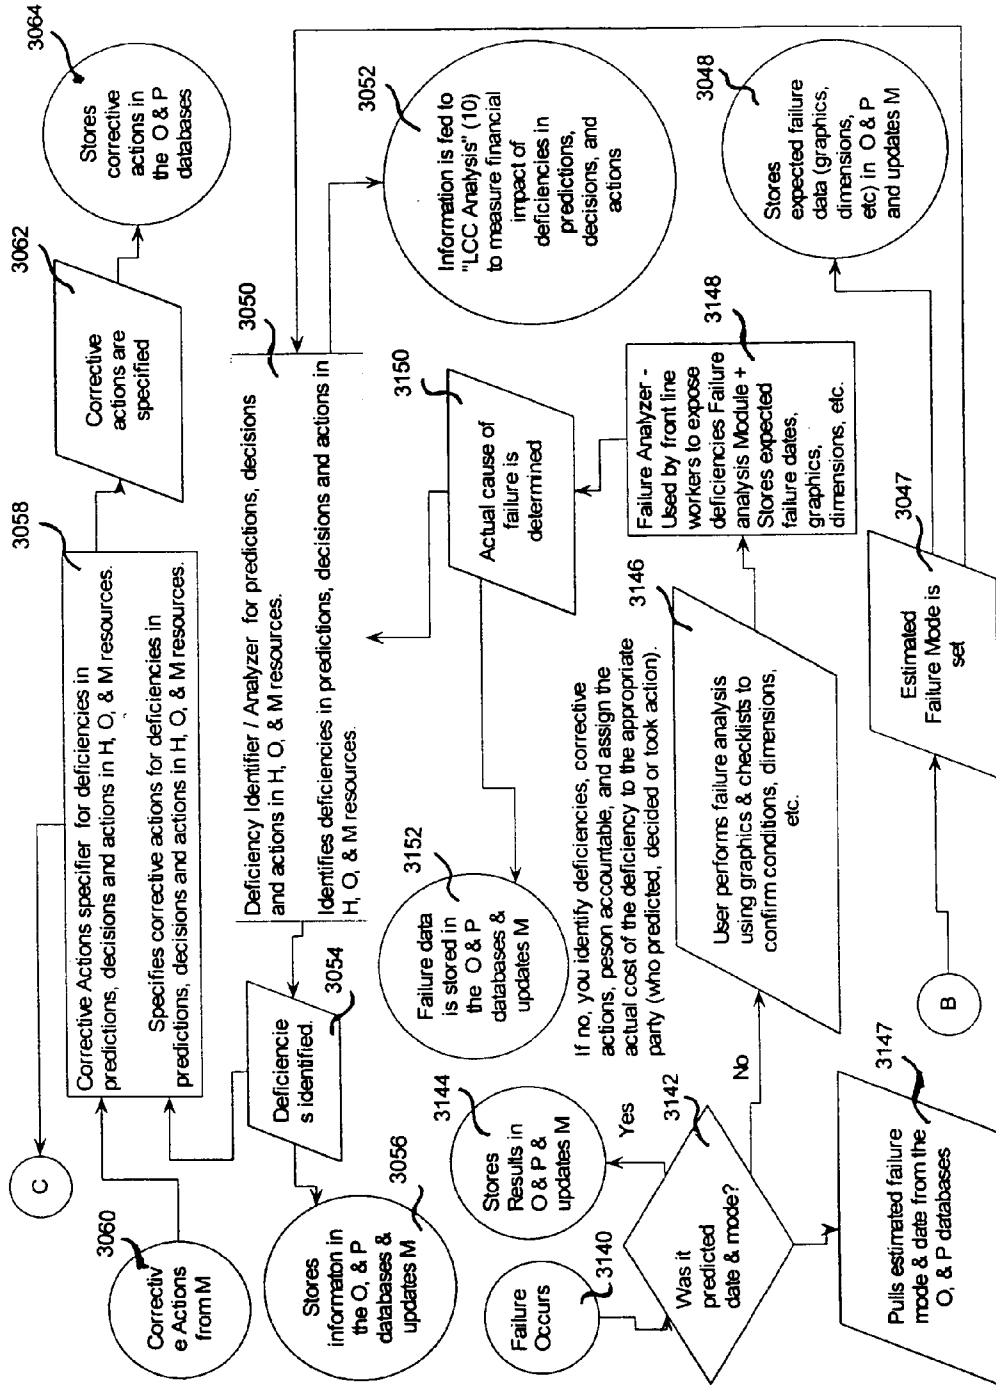 C
3060
Correctiv
e Actions
from M
3058
Corrective Actions specifier for deficiencies in
predictions, decisions and actions in H, O, & M resources.
Specifies corrective actions for deficiencies in
predictions, decisions and actions in H, O, & M resources.
3062
Corrective
actions are
specified
3064
Stores
corrective
actions in
the O & P
databases
3056
Stores
informaton in
the O, & P
databases &
updates M
3054
Deficiencie
s identified.
3050
Deficiency Identifier / Analyzer for predictions, decisions
and actions in H, O, & M resources.
Identifies deficiencies in predictions, decisions and actions in
H, O, & M resources.
3052
Information is fed to
"LCC Analysis" (10)
to measure financial
impact of
deficiencies in
predictions,
decisions, and
actions
3152
Failure data
is stored in
the O & P
databases &
updates M
3150
Actual cause of
failure is
determined
3144
Stores
Results in
O & P &
updates M
3140
Failure
Occurs
Yes
If no, you identify deficiencies, corrective
actions, peson accountable, and assign the
actual cost of the deficiency to the appropriate
party (who predicted, decided or took action).
3142
Was it
predicted
date & mode?
No
3146
User performs failure analysis
using graphics & checklists to
confirm conditions, dimensions,
etc.
3148
Failure Analyzer -
Used by front line
workers to expose
deficiencies Failure
analysis Module +
Stores expected
failure dates,
graphics,
dimensions, etc.
3048
Stores
expected failure
data (graphics,
dimensions,
etc) in O & P
and updates M
3147
Pulls estimated failure
mode & date from the
O, & P databases
B
3047
Estimated
Failure Mode is
set